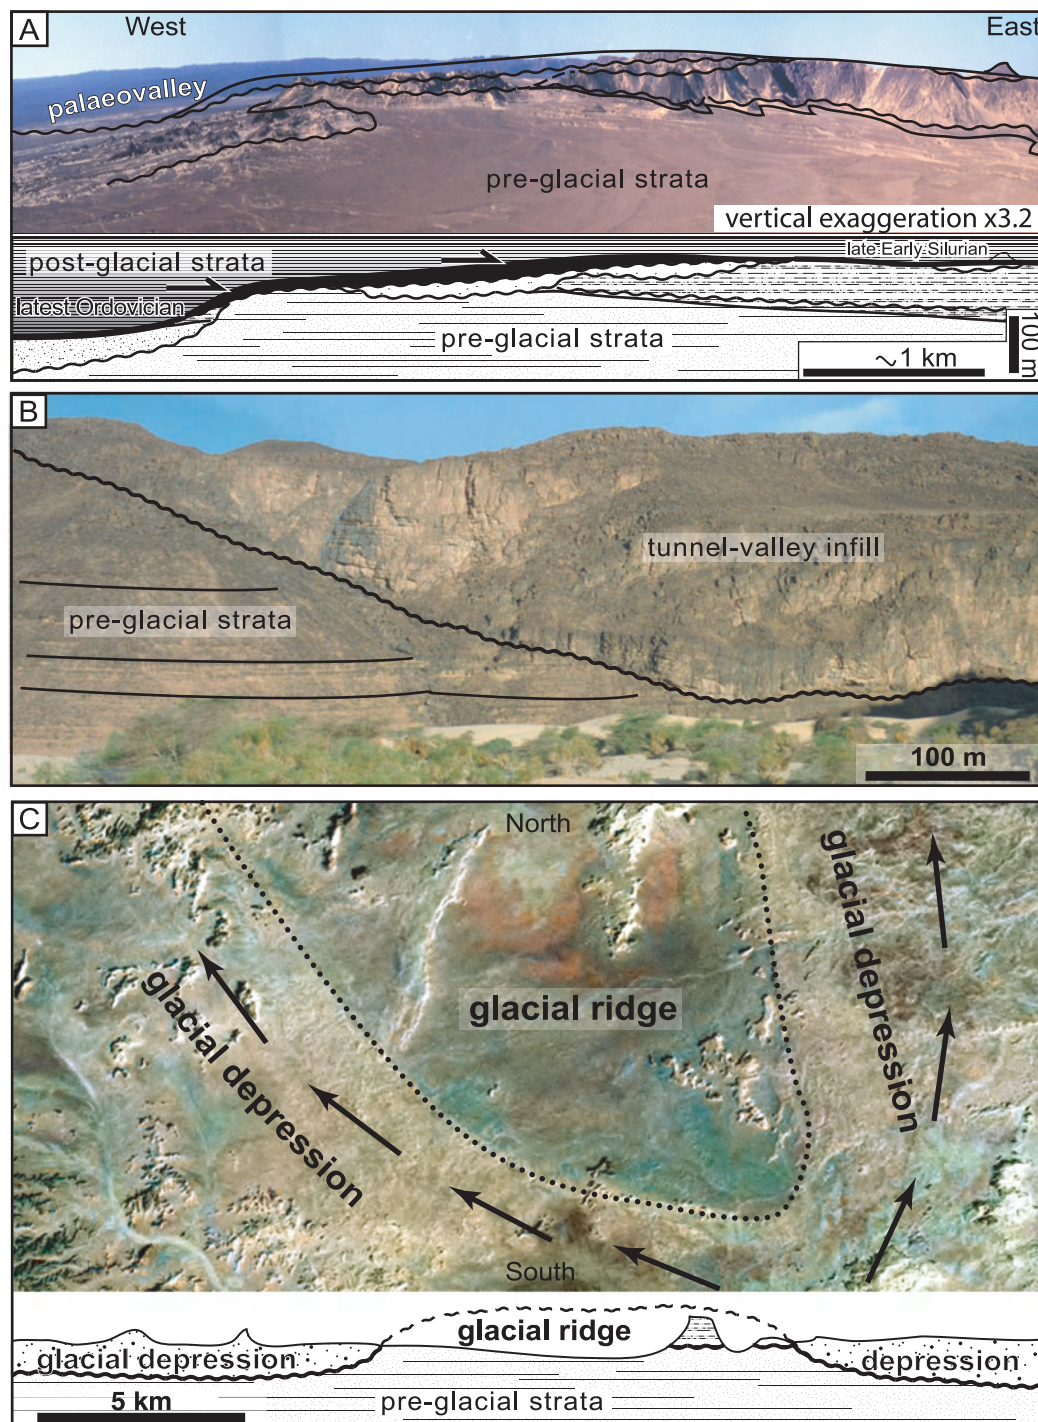 A
West
East
palaeovalley
pre-glacial strata
vertical exaggeration x3.2
post-glacial strata
late Early Silurian
latest Ordovician
pre-glacial strata
~1 km
100 m
B
tunnel-valley infill
pre-glacial strata
100 m
C
North
glacial depression
glacial ridge
glacial depression
South
glacial ridge
glacial depression
depression
5 km
pre-glacial strata